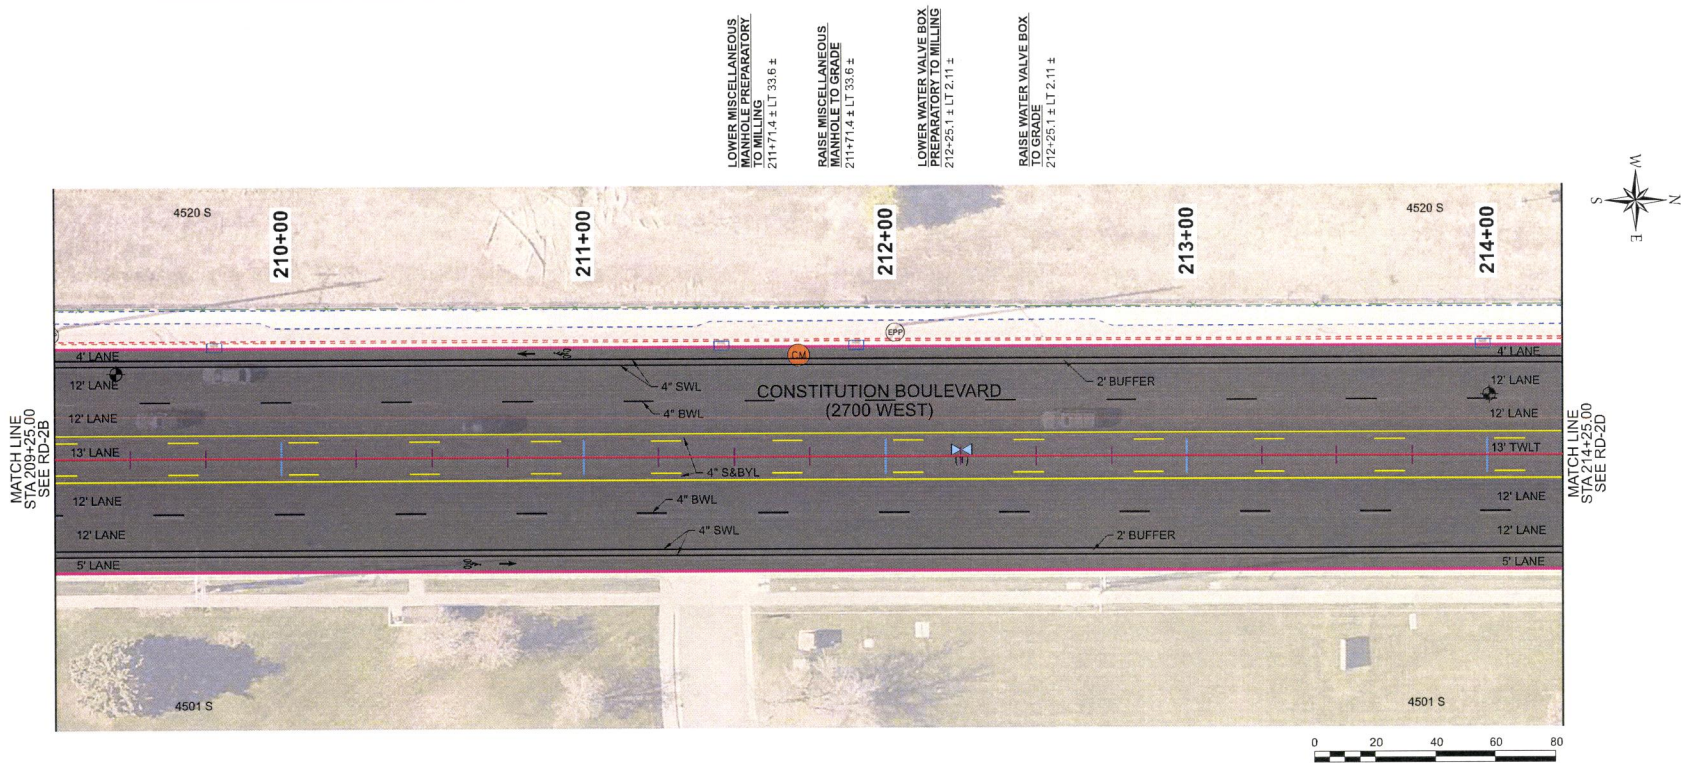 LOWER MISCELLANEOUS
MANHOLE PREPARATORY
TO MILLING
211+71.4 ± LT 33.6 ±
RAISE MISCELLANEOUS
MANHOLE TO GRADE
211+71.4 ± LT 33.6 ±
LOWER WATER VALVE BOX
PREPARATORY TO MILLING
212+25.1 ± LT 2.11 ±
RAISE WATER VALVE BOX
TO GRADE
212+25.1 ± LT 2.11 ±
W
N
S
E
4520 S
4520 S
210+00
211+00
212+00
213+00
214+00
EPP
CM
4' LANE
4' LANE
4" SWL
2' BUFFER
12' LANE
12' LANE
CONSTITUTION BOULEVARD
(2700 WEST)
4" BWL
12' LANE
12' LANE
MATCH LINE
STA 209+25.00
SEE RD-2B
MATCH LINE
STA 214+25.00
SEE RD-2D
13' LANE
13' TWLT
4" S&BYL
12' LANE
4" BWL
12' LANE
12' LANE
4" SWL
2' BUFFER
12' LANE
5' LANE
5' LANE
4501 S
4501 S
0 20 40 60 80